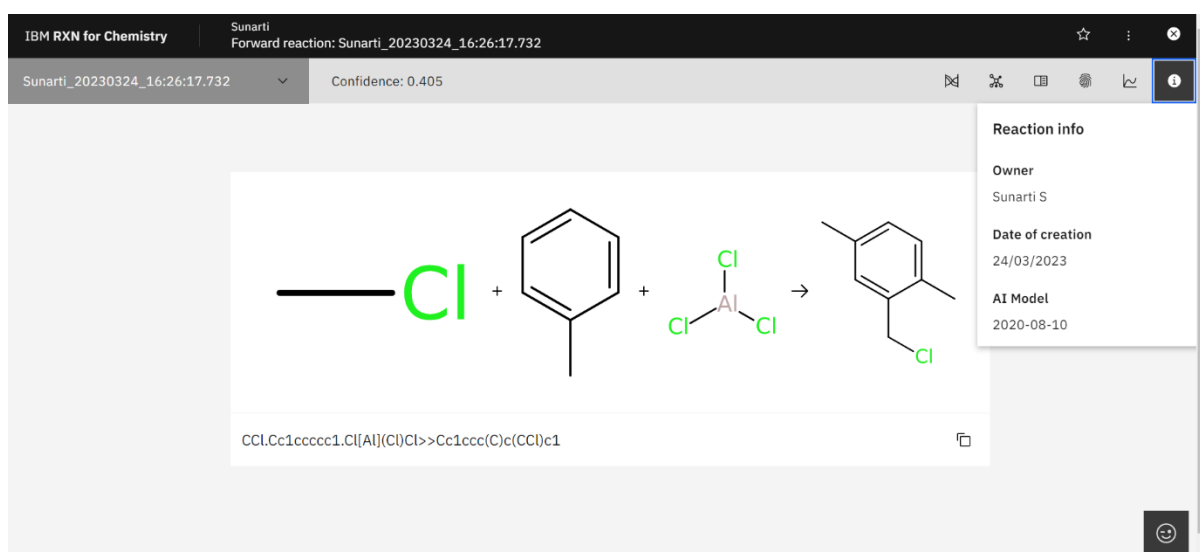 IBM RXN for Chemistry
Sunarti
Forward reaction: Sunarti_20230324_16:26:17.732
Sunarti_20230324_16:26:17.732
Confidence: 0.405
Reaction info
Owner
Sunarti S
Date of creation
24/03/2023
AI Model
2020-08-10
Cl + + Cl Al Cl Cl → Cl
CCl.Cc1ccccc1.Cl[Al](Cl)Cl>>Cc1ccc(C)c(CCl)c1